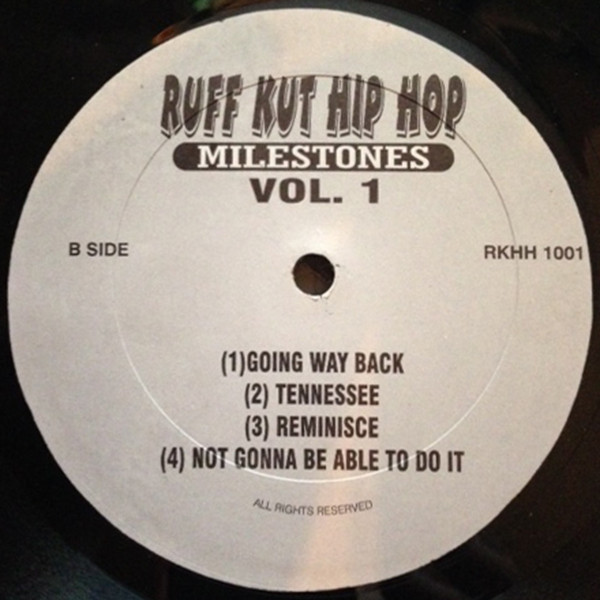 RUFF KUT HIP HOP
MILESTONES
VOL. 1
B SIDE
RKHH 1001
(1)GOING WAY BACK
(2) TENNESSEE
(3) REMINISCE
(4) NOT GONNA BE ABLE TO DO IT
ALL RIGHTS RESERVED